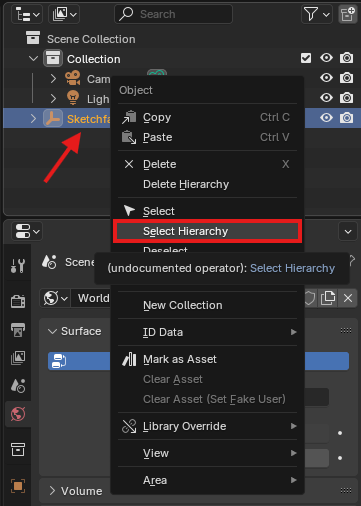 Search
Scene Collection
Collection
Cam
Ligh
Sketchfa
Object
Copy Ctrl C
Paste Ctrl V
Delete X
Delete Hierarchy
Select
Select Hierarchy
Deselect
Scene
(undocumented operator): Select Hierarchy
World
New Collection
ID Data
Surface
Mark as Asset
Clear Asset
Clear Asset (Set Fake User)
Library Override
View
Area
Volume